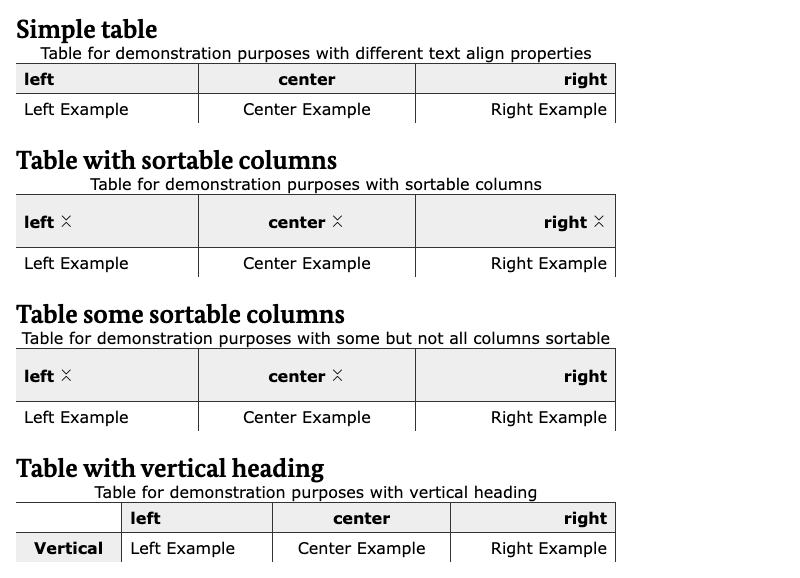 Simple table
Table for demonstration purposes with different text align properties
left center right
Left Example Center Example Right Example
Table with sortable columns
Table for demonstration purposes with sortable columns
left center right
Left Example Center Example Right Example
Table some sortable columns
Table for demonstration purposes with some but not all columns sortable
left center right
Left Example Center Example Right Example
Table with vertical heading
Table for demonstration purposes with vertical heading
left center right
Vertical Left Example Center Example Right Example